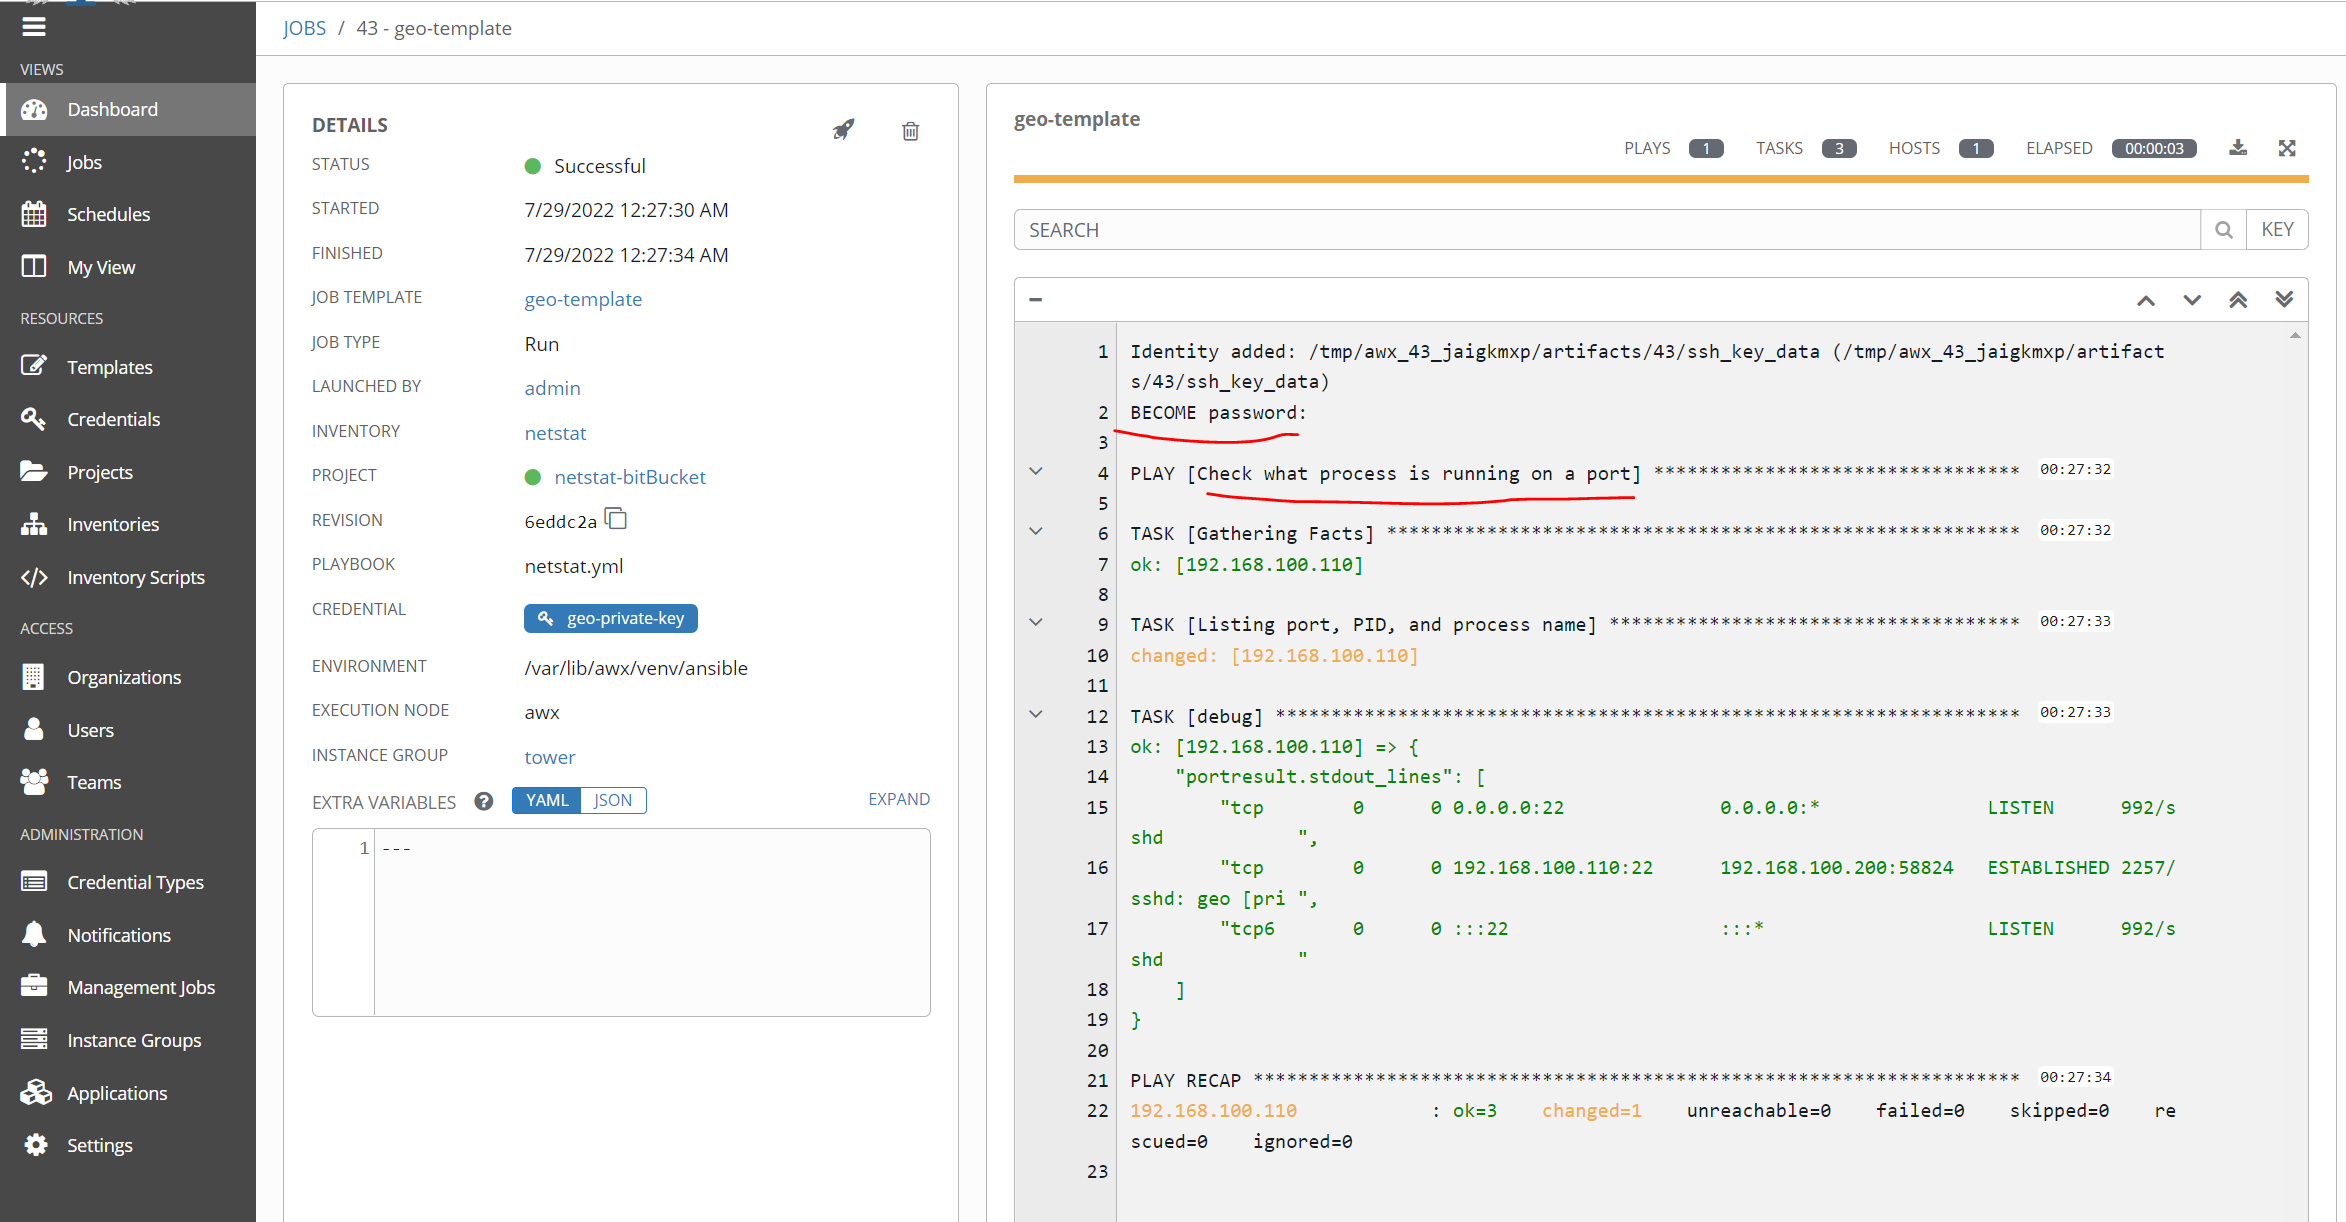 JOBS / 43 - geo-template
VIEWS
Dashboard
Jobs
Schedules
My View
RESOURCES
Templates
Credentials
Projects
Inventories
Inventory Scripts
ACCESS
Organizations
Users
Teams
ADMINISTRATION
Credential Types
Notifications
Management Jobs
Instance Groups
Applications
Settings
DETAILS
STATUS Successful
STARTED 7/29/2022 12:27:30 AM
FINISHED 7/29/2022 12:27:34 AM
JOB TEMPLATE geo-template
JOB TYPE Run
LAUNCHED BY admin
INVENTORY netstat
PROJECT netstat-bitBucket
REVISION 6eddc2a
PLAYBOOK netstat.yml
CREDENTIAL geo-private-key
ENVIRONMENT /var/lib/awx/venv/ansible
EXECUTION NODE awx
INSTANCE GROUP tower
EXTRA VARIABLES ? YAML JSON EXPAND
1 ---
geo-template
PLAYS 1 TASKS 3 HOSTS 1 ELAPSED 00:00:03
SEARCH KEY
1 Identity added: /tmp/awx_43_jaigkmxp/artifacts/43/ssh_key_data (/tmp/awx_43_jaigkmxp/artifact
s/43/ssh_key_data)
2 BECOME password:
3
4 PLAY [Check what process is running on a port] ********************************* 00:27:32
5
6 TASK [Gathering Facts] ********************************************************* 00:27:32
7 ok: [192.168.100.110]
8
9 TASK [Listing port, PID, and process name] ************************************* 00:27:33
10 changed: [192.168.100.110]
11
12 TASK [debug] ******************************************************************* 00:27:33
13 ok: [192.168.100.110] => {
14 "portresult.stdout_lines": [
15 "tcp 0 0 0.0.0.0:22 0.0.0.0:* LISTEN 992/s
shd ",
16 "tcp 0 0 192.168.100.110:22 192.168.100.200:58824 ESTABLISHED 2257/
sshd: geo [pri ",
17 "tcp6 0 0 :::22 :::* LISTEN 992/s
shd "
18 ]
19 }
20
21 PLAY RECAP ********************************************************************* 00:27:34
22 192.168.100.110 : ok=3 changed=1 unreachable=0 failed=0 skipped=0 re
scued=0 ignored=0
23